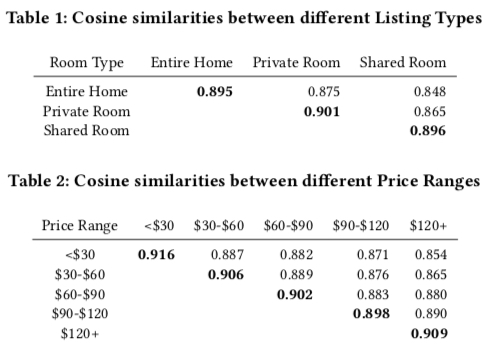 Table 1: Cosine similarities between different Listing Types
Room Type Entire Home Private Room Shared Room
Entire Home 0.895 0.875 0.848
Private Room 0.901 0.865
Shared Room 0.896
Table 2: Cosine similarities between different Price Ranges
Price Range <$30 $30-$60 $60-$90 $90-$120 $120+
<$30 0.916 0.887 0.882 0.871 0.854
$30-$60 0.906 0.889 0.876 0.865
$60-$90 0.902 0.883 0.880
$90-$120 0.898 0.890
$120+ 0.909